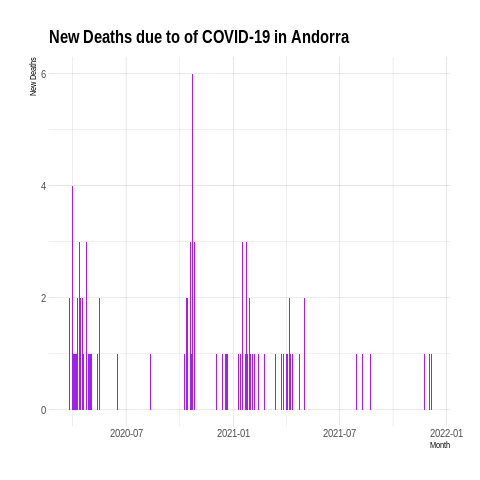 New Deaths due to of COVID-19 in Andorra
New Deaths
6
4
2
0
2020-07 2021-01 2021-07 2022-01
Month